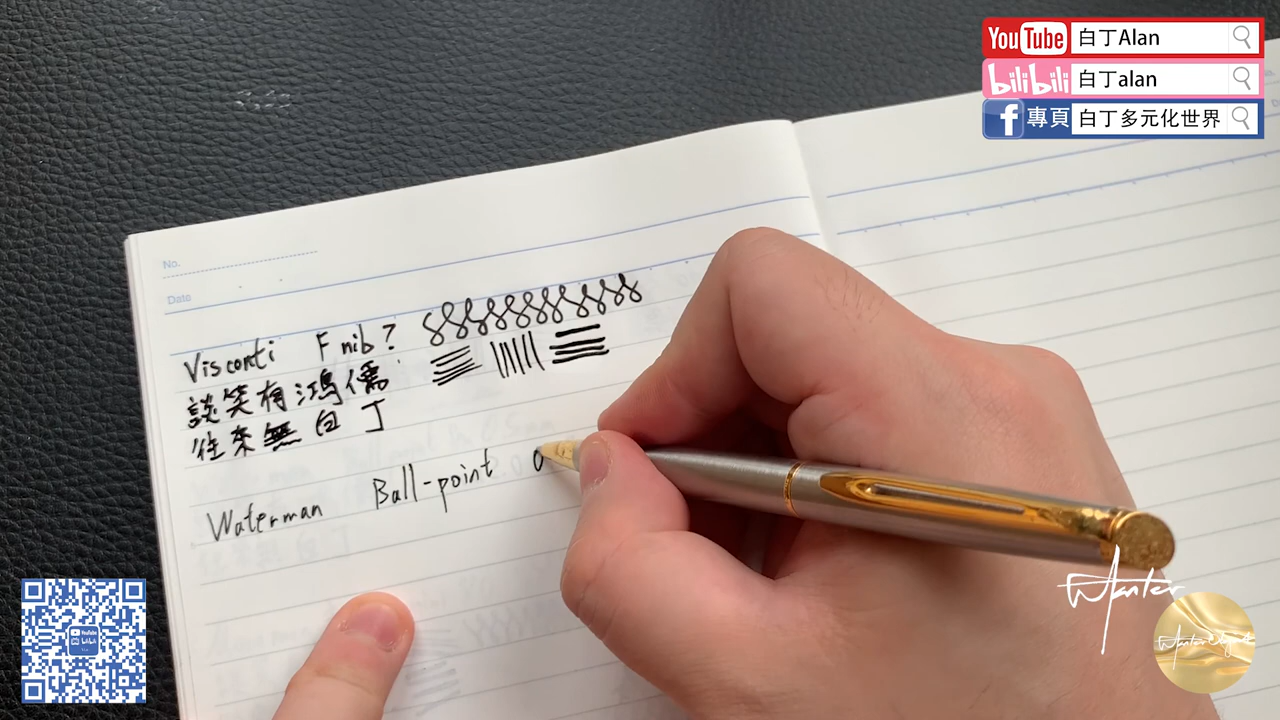 YouTube 白丁Alan
bilibili 白丁alan
f 專頁 白丁多元化世界
No.
Date
Visconti F nib?
談笑有鴻儒
往來無白丁
Waterman Ball-point 0